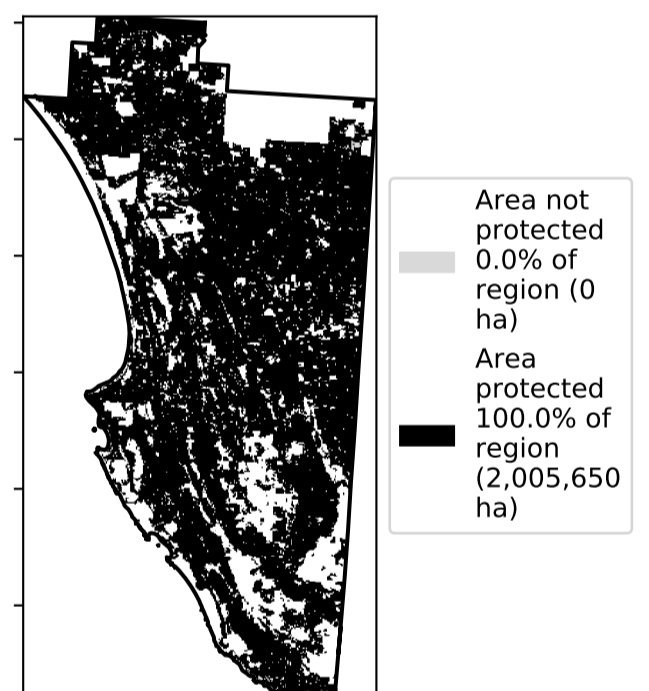 Area not
protected
0.0% of
region (0
ha)
Area
protected
100.0% of
region
(2,005,650
ha)